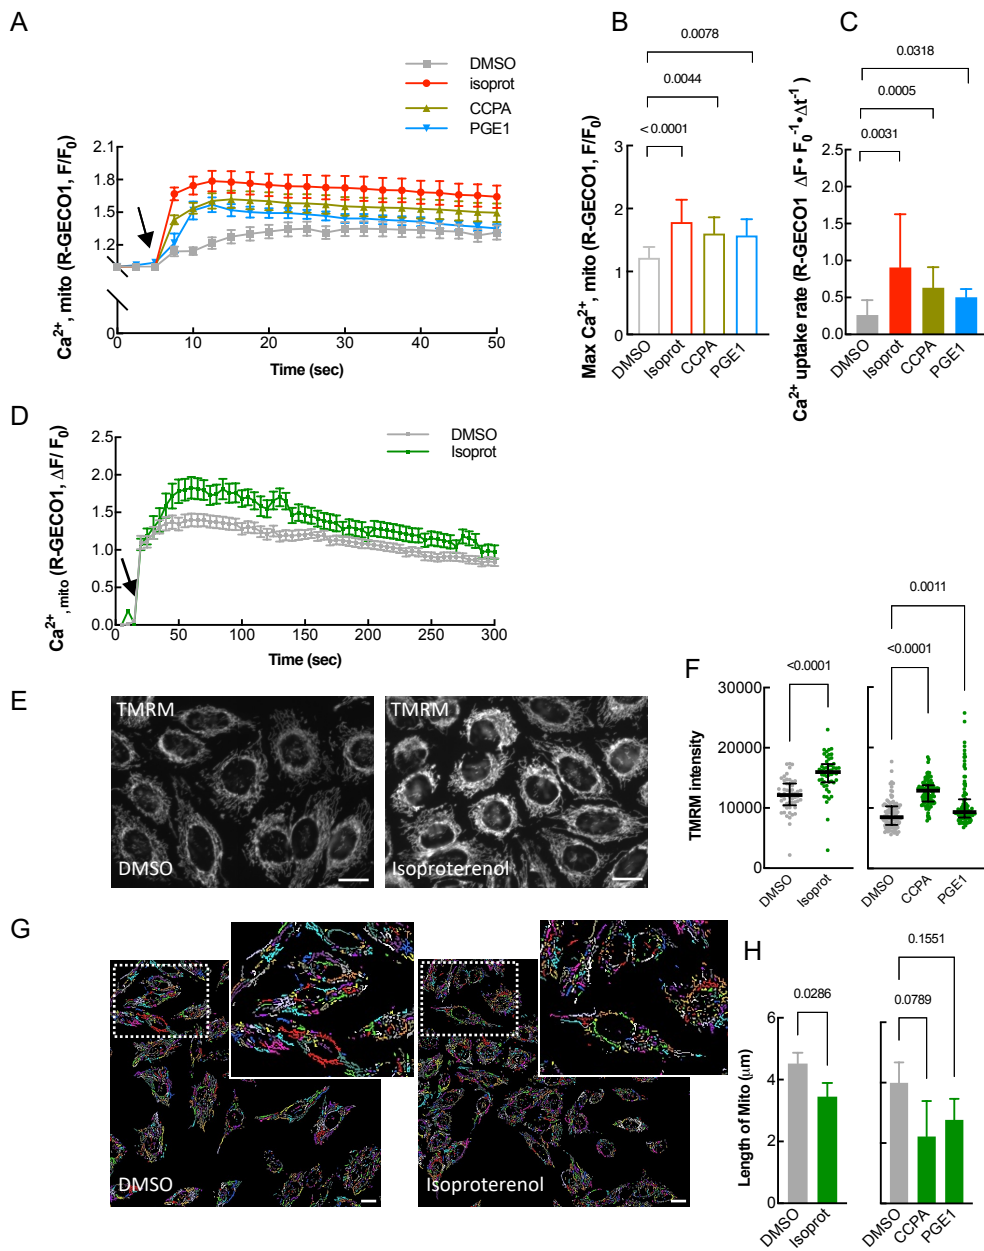 A
DMSO
isoprot
CCPA
PGE1
Ca2+, mito (R-GECO1, F/F0)
2.1
1.8
1.5
1.2
0
0 10 20 30 40 50
Time (sec)
B
0.0078
0.0044
< 0.0001
Max Ca2+, mito (R-GECO1, F/F0)
3
2
1
0
DMSO Isoprot CCPA PGE1
C
0.0318
0.0005
0.0031
Ca2+ uptake rate (R-GECO1 ΔF• F0-1•Δt-1)
2.5
2.0
1.5
1.0
0.5
0.0
DMSO Isoprot CCPA PGE1
D
DMSO
Isoprot
Ca2+, mito (R-GECO1, ΔF/ F0)
2.5
2.0
1.5
1.0
0.5
0.0
50 100 150 200 250 300
Time (sec)
E
TMRM
DMSO
TMRM
Isoproterenol
F
<0.0001
0.0011
<0.0001
TMRM intensity
30000
20000
10000
0
DMSO Isoprot
DMSO CCPA PGE1
G
DMSO
Isoproterenol
H
0.1551
0.0286
0.0789
Length of Mito (μm)
6
4
2
0
DMSO Isoprot
DMSO CCPA PGE1